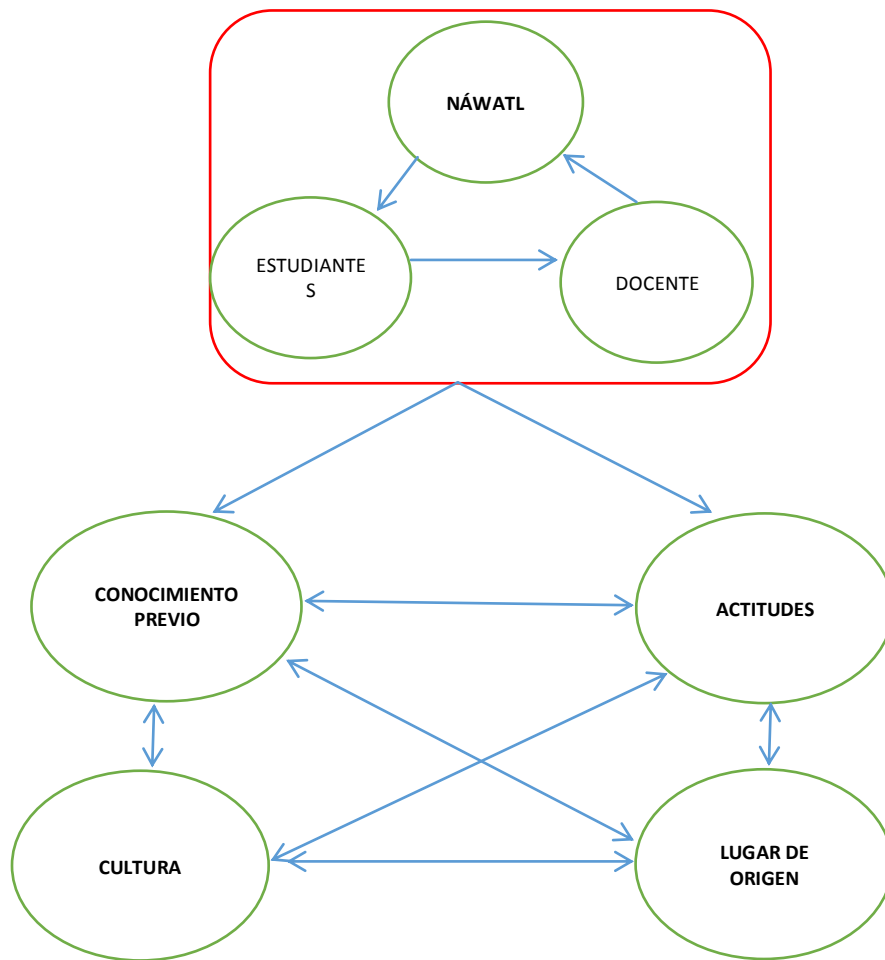 NÁWATL
ESTUDIANTE
S
DOCENTE
CONOCIMIENTO
PREVIO
ACTITUDES
CULTURA
LUGAR DE
ORIGEN